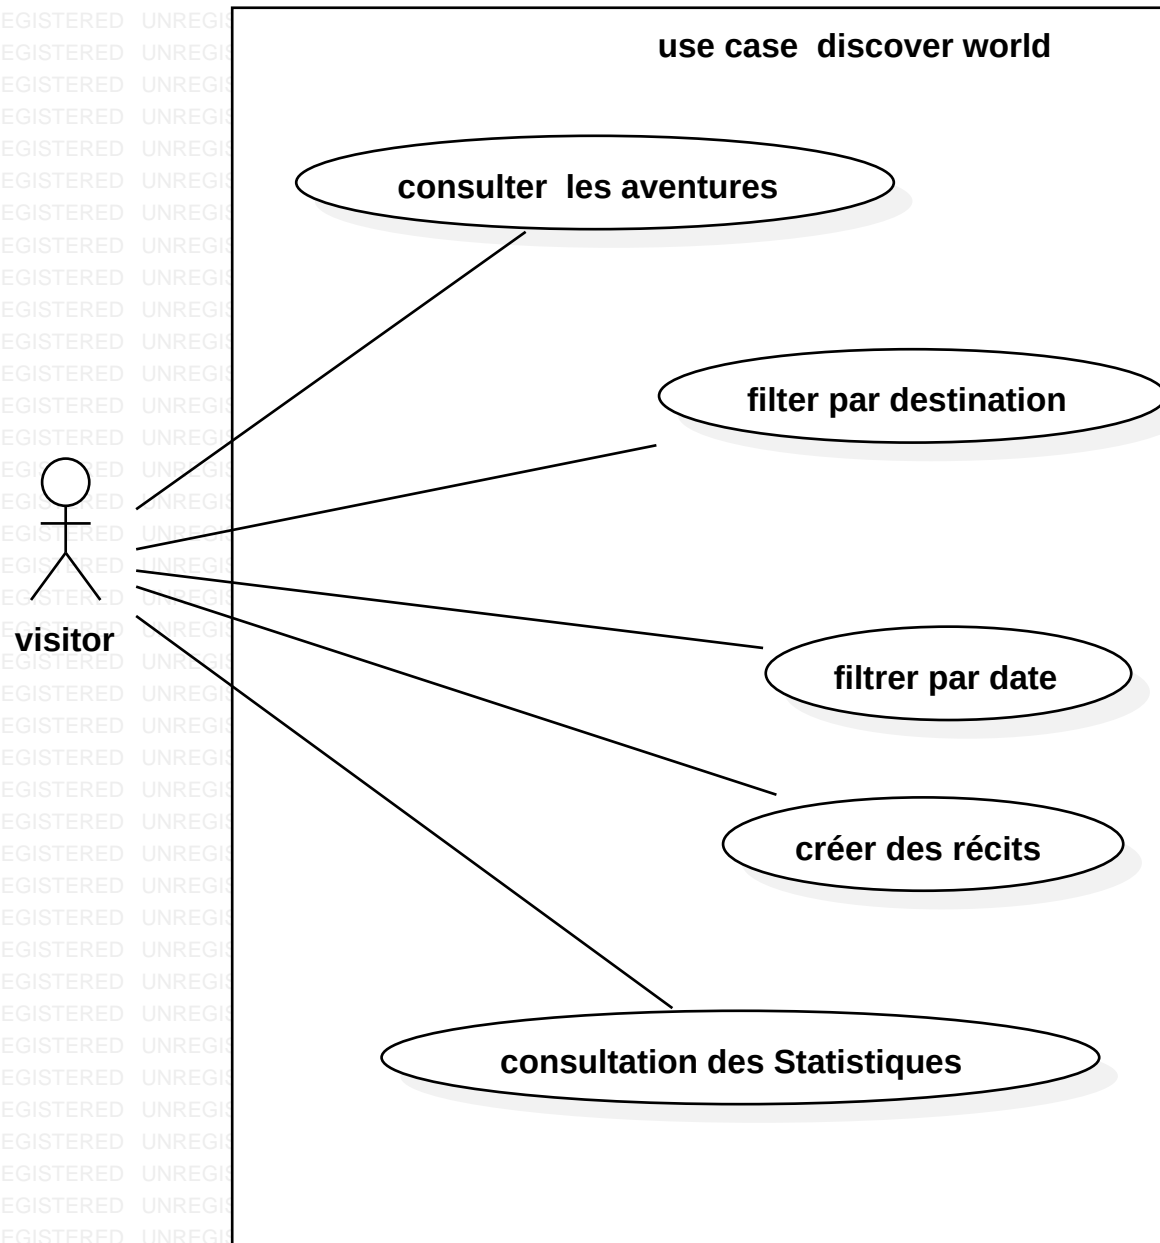 use case  discover world
consulter  les aventures
filter par destination
visitor
filtrer par date
créer des récits
consultation des Statistiques